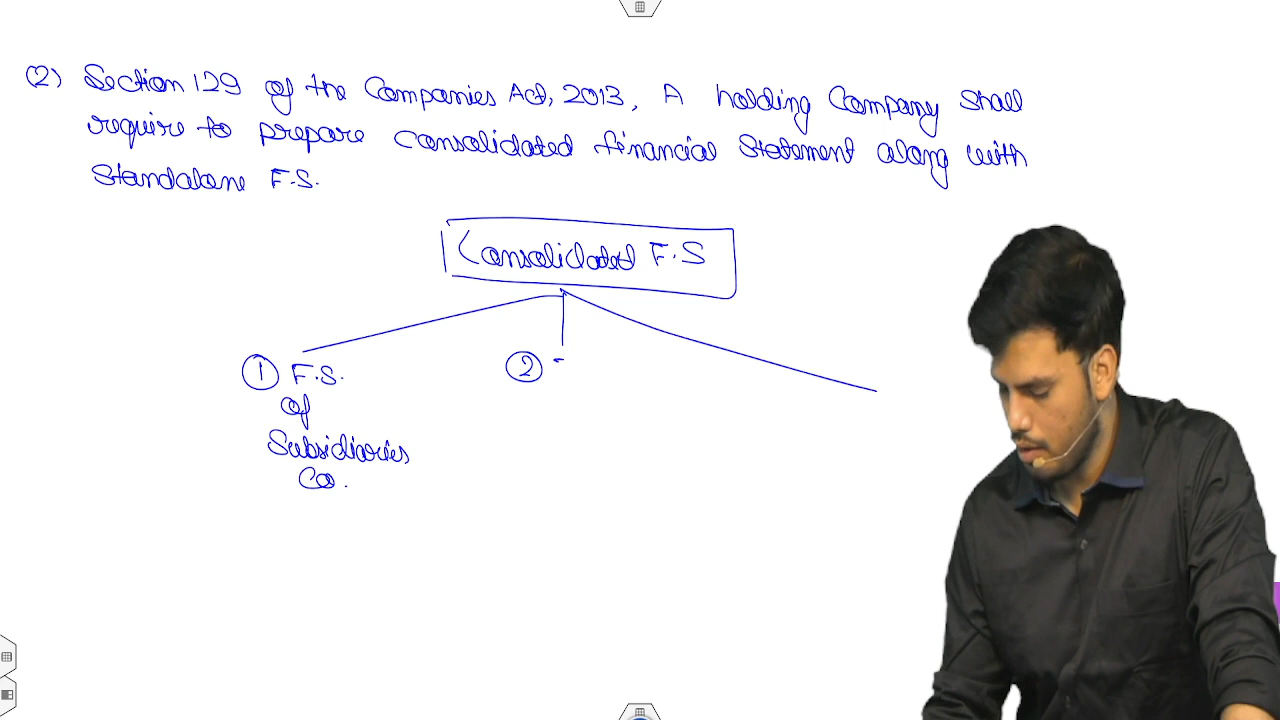 (2) Section 129 of the Companies Act, 2013, A holding Company shall
require to prepare Consolidated financial Statement along with
Standalone F.S.
Consolidated F.S
① F.S.
of
Subsidiaries
Co.
②